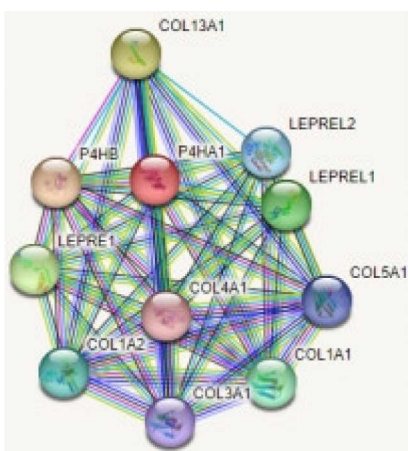 COL13A1
LEPREL2
P4HB
P4HA1
LEPREL1
LEPRE1
COL5A1
COL4A1
COL1A2
COL1A1
COL3A1